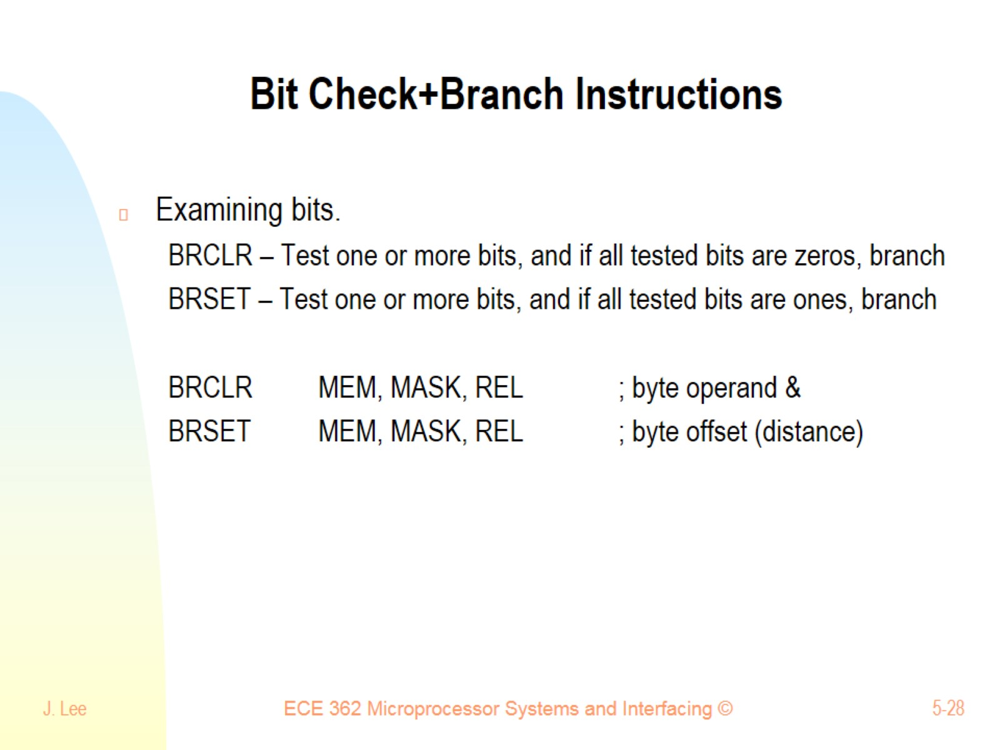 Bit Check+Branch Instructions
Examining bits.
BRCLR – Test one or more bits, and if all tested bits are zeros, branch
BRSET – Test one or more bits, and if all tested bits are ones, branch
BRCLR MEM, MASK, REL ; byte operand &
BRSET MEM, MASK, REL ; byte offset (distance)
J. Lee ECE 362 Microprocessor Systems and Interfacing © 5-28